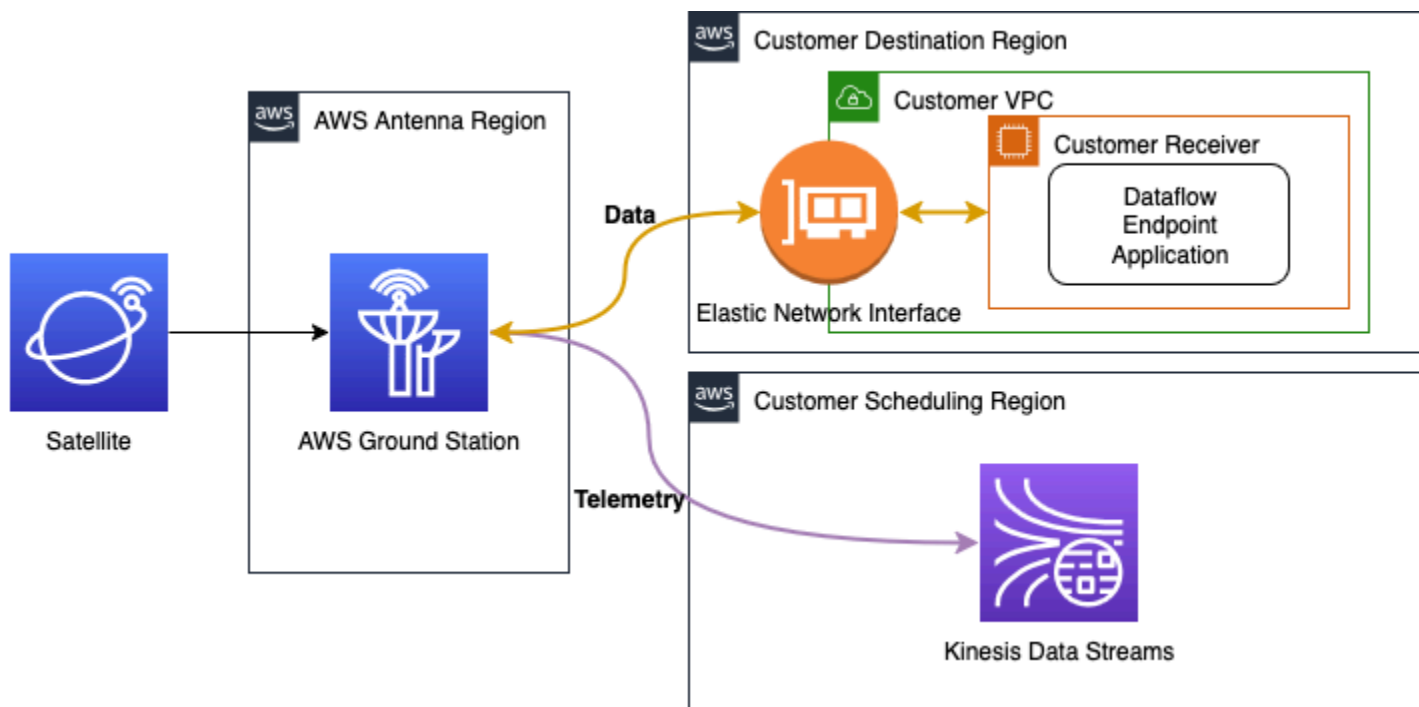 aws
Customer Destination Region
Customer VPC
aws
AWS Antenna Region
Customer Receiver
Dataflow
Endpoint
Application
Data
Elastic Network Interface
Satellite
AWS Ground Station
aws
Customer Scheduling Region
Telemetry
Kinesis Data Streams